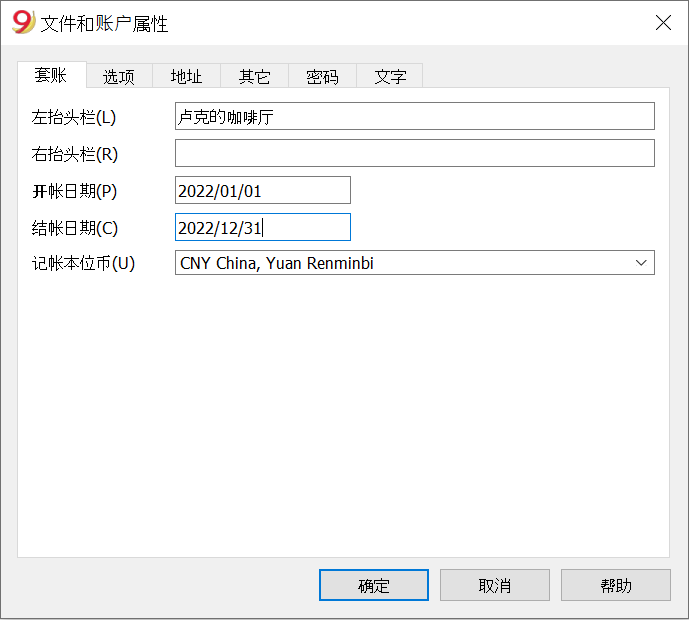 9 文件和账户属性
套账 选项 地址 其它 密码 文字
左抬头栏(L) 卢克的咖啡厅
右抬头栏(R)
开帐日期(P) 2022/01/01
结帐日期(C) 2022/12/31
记帐本位币(U) CNY China, Yuan Renminbi
确定 取消 帮助